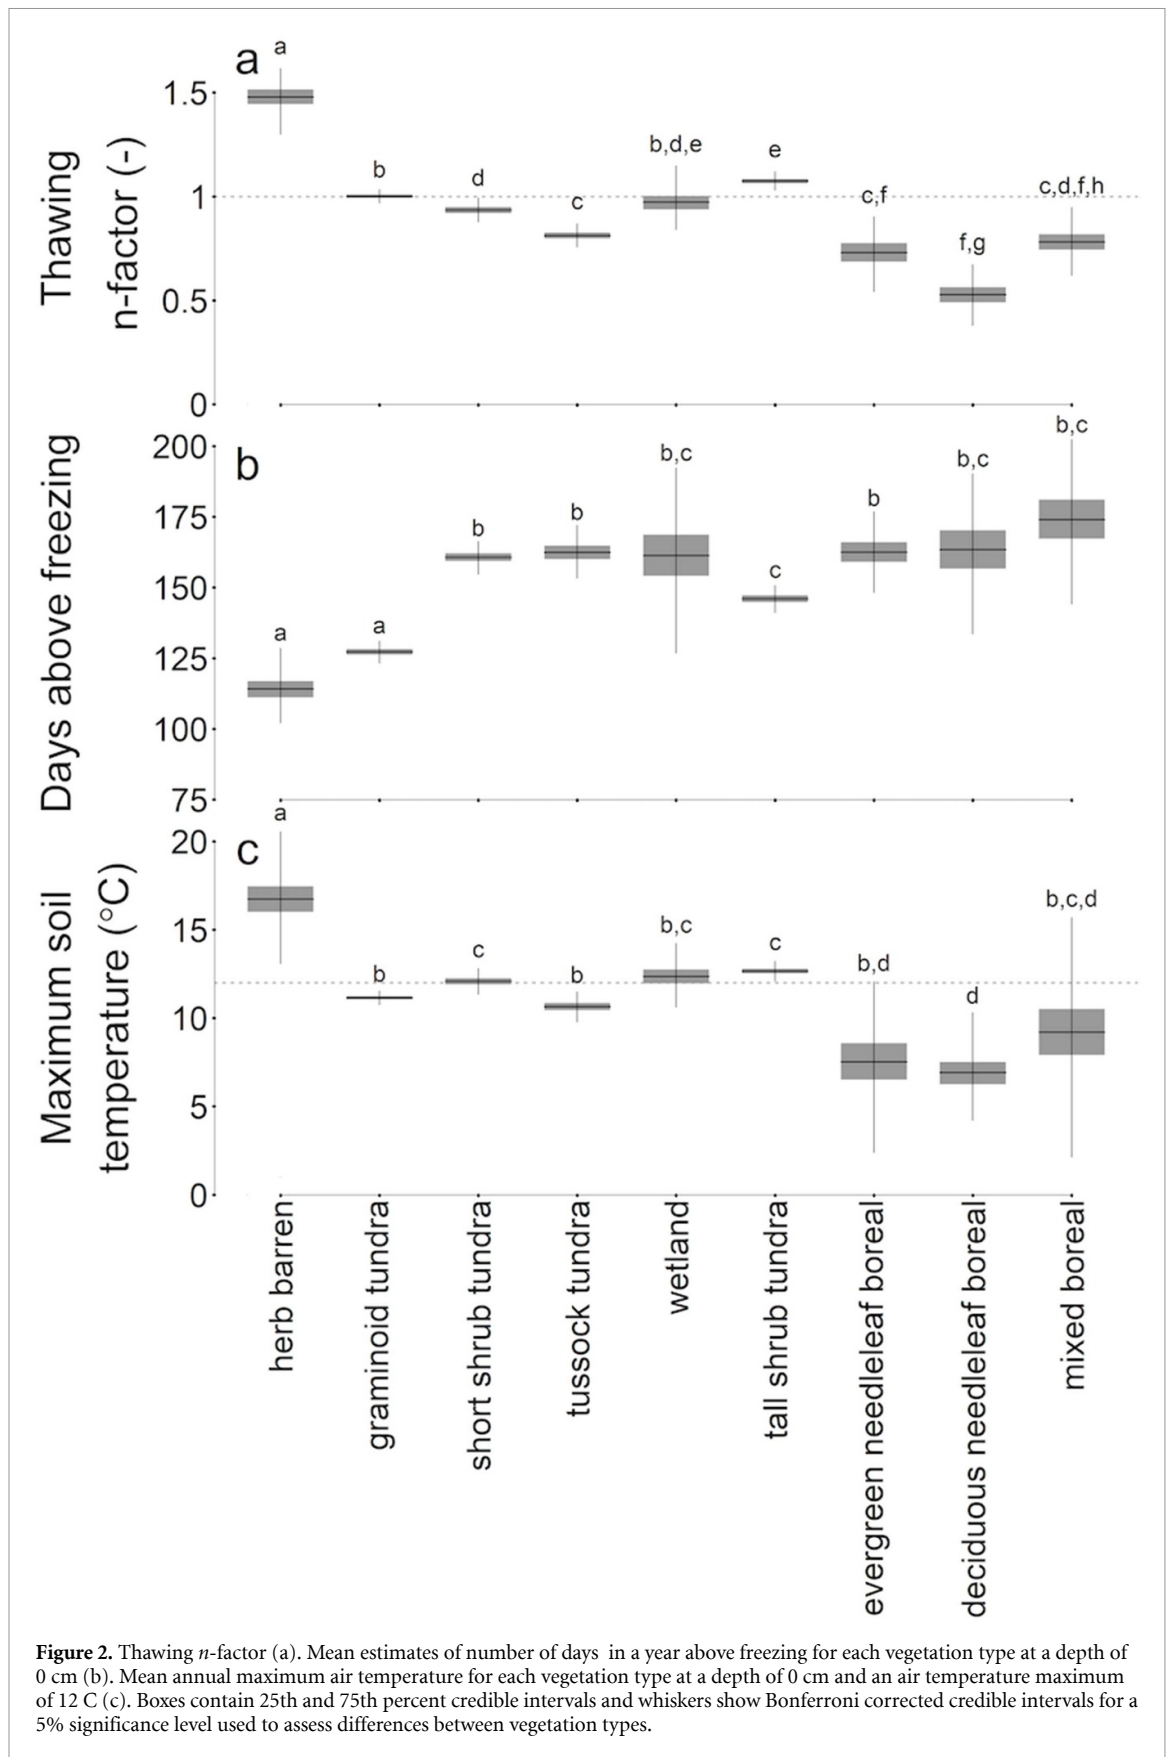 a
a
1.5
b
d
c
b,d,e
e
c,f
f,g
c,d,f,h
1
0.5
0
Thawing
n-factor (-)
b
200
175
150
125
100
75
a
a
b
b
b,c
c
b
b,c
b,c
Days above freezing
c
20
15
10
5
0
a
b
c
b
b,c
c
b,d
d
b,c,d
Maximum soil
temperature (°C)
herb barren
graminoid tundra
short shrub tundra
tussock tundra
wetland
tall shrub tundra
evergreen needleleaf boreal
deciduous needleleaf boreal
mixed boreal
Figure 2. Thawing n-factor (a). Mean estimates of number of days in a year above freezing for each vegetation type at a depth of
0 cm (b). Mean annual maximum air temperature for each vegetation type at a depth of 0 cm and an air temperature maximum
of 12 C (c). Boxes contain 25th and 75th percent credible intervals and whiskers show Bonferroni corrected credible intervals for a
5% significance level used to assess differences between vegetation types.